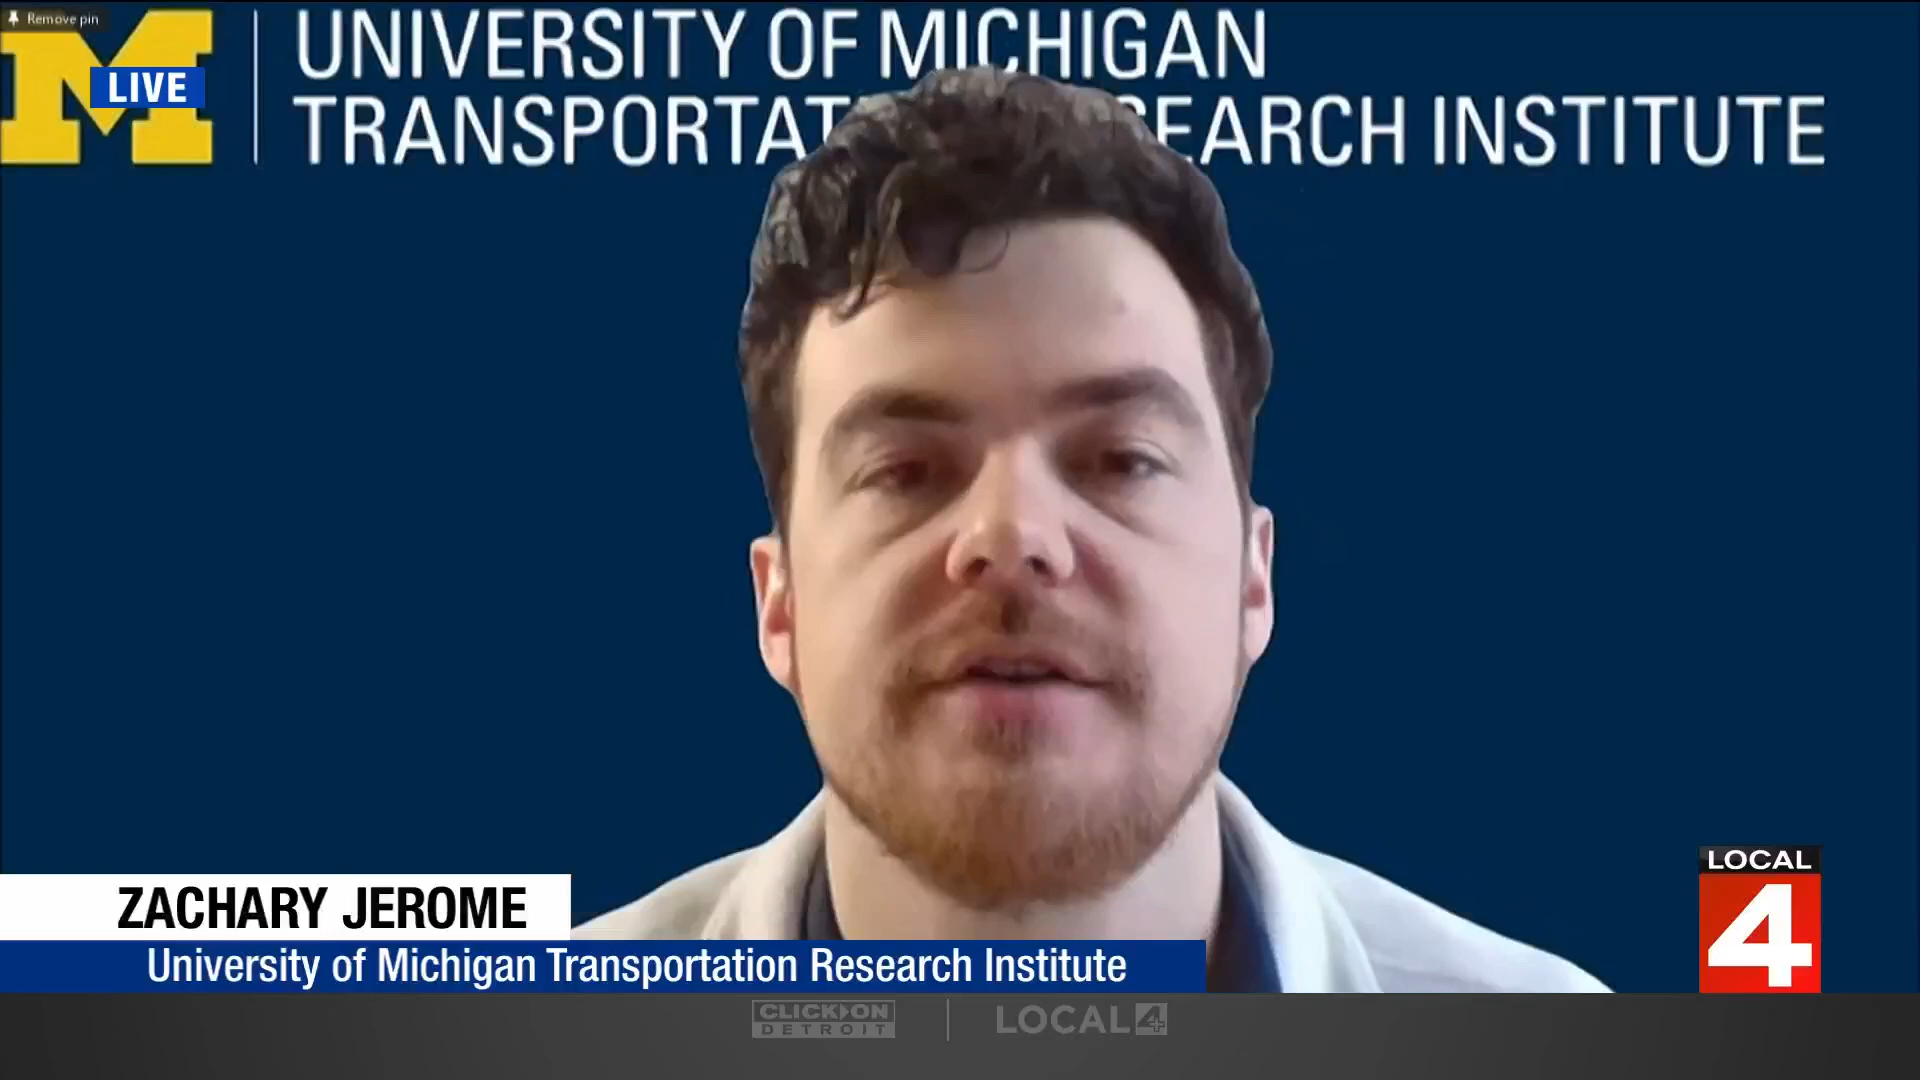 Remove pin
M
LIVE
UNIVERSITY OF MICHIGAN
TRANSPORTAT EARCH INSTITUTE
ZACHARY JEROME
University of Michigan Transportation Research Institute
LOCAL
4
CLICK ON
DETROIT
LOCAL 4+